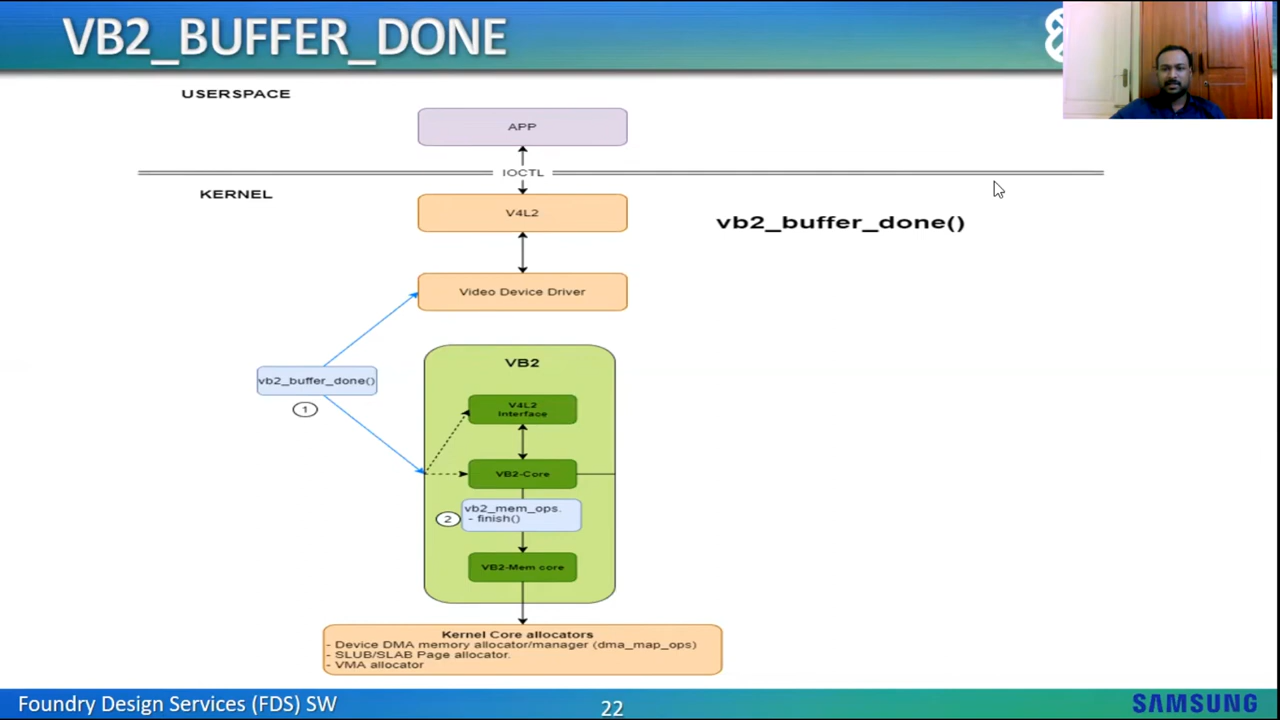 VB2_BUFFER_DONE
USERSPACE
APP
IOCTL
KERNEL
V4L2
vb2_buffer_done()
Video Device Driver
VB2
vb2_buffer_done()
1
V4L2
Interface
VB2-Core
2
vb2_mem_ops.
- finish()
VB2-Mem core
Kernel Core allocators
- Device DMA memory allocator/manager (dma_map_ops)
- SLUB/SLAB Page allocator.
- VMA allocator
Foundry Design Services (FDS) SW
22
SAMSUNG